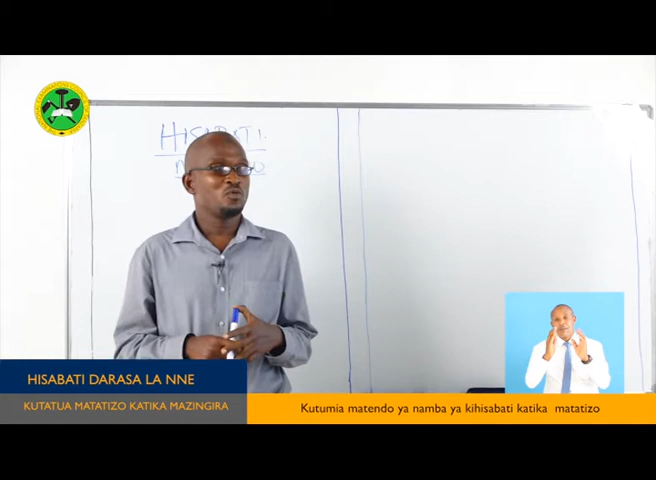 HISABATI
HISABATI DARASA LA NNE
KUTATUA MATATIZO KATIKA MAZINGIRA
Kutumia matendo ya namba ya kihisabati katika matatizo